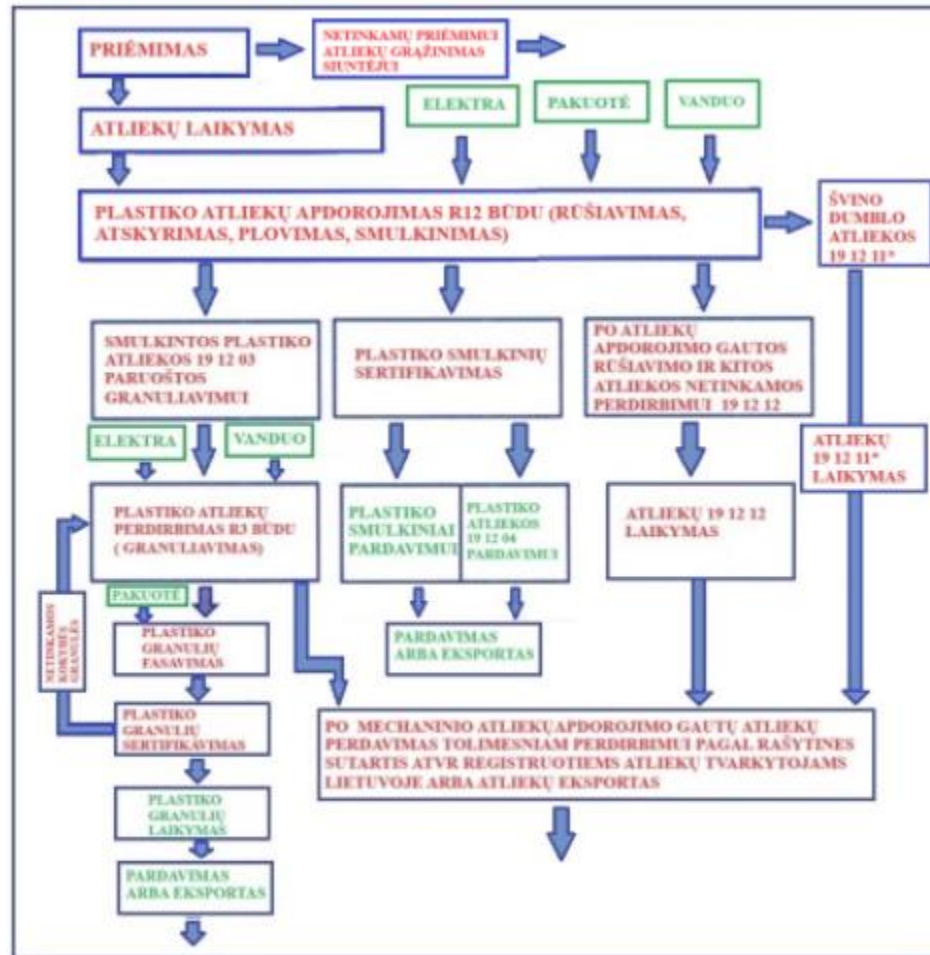 PRIĖMIMAS
NETINKAMŲ PRIĖMIMUI
ATLIEKŲ GRĄŽINIMAS
SIUNTĖJUI
ELEKTRA
PAKUOTĖ
VANDUO
ATLIEKŲ LAIKYMAS
PLASTIKO ATLIEKŲ APDOROJIMAS R12 BŪDU (RŪŠIAVIMAS,
ATSKYRIMAS, PLOVIMAS, SMULKINIMAS)
ŠVINO
DUMBLO
ATLIEKOS
19 12 11*
SMULKINTOS PLASTIKO
ATLIEKOS 19 12 03
PARUOŠTOS
GRANULIAVIMUI
PLASTIKO SMULKINIŲ
SERTIFIKAVIMAS
PO ATLIEKŲ
APDOROJIMO GAUTOS
RŪŠIAVIMO IR KITOS
ATLIEKOS NETINKAMOS
PERDIRBIMUI 19 12 12
ELEKTRA
VANDUO
ATLIEKŲ
19 12 11*
LAIKYMAS
PLASTIKO ATLIEKŲ
PERDIRBIMAS R3 BŪDU
( GRANULIAVIMAS)
PLASTIKO
SMULKINIAI
PARDAVIMUI
PLASTIKO
ATLIEKOS
19 12 04
PARDAVIMUI
ATLIEKŲ 19 12 12
LAIKYMAS
NETINKAMOS
KOKYBĖS
GRANULĖS
PAKUOTĖ
PLASTIKO
GRANULIŲ
FASAVIMAS
PARDAVIMAS
ARBA EKSPORTAS
PLASTIKO
GRANULIŲ
SERTIFIKAVIMAS
PO MECHANINIO ATLIEKŲAPDOROJIMO GAUTŲ ATLIEKŲ
PERDAVIMAS TOLIMESNIAM PERDIRBIMUI PAGAL RAŠYTINES
SUTARTIS ATVR REGISTRUOTIEMS ATLIEKŲ TVARKYTOJAMS
LIETUVOJE ARBA ATLIEKŲ EKSPORTAS
PLASTIKO
GRANULIŲ
LAIKYMAŠ
PARDAVIMAS
ARBA EKSPORTAS